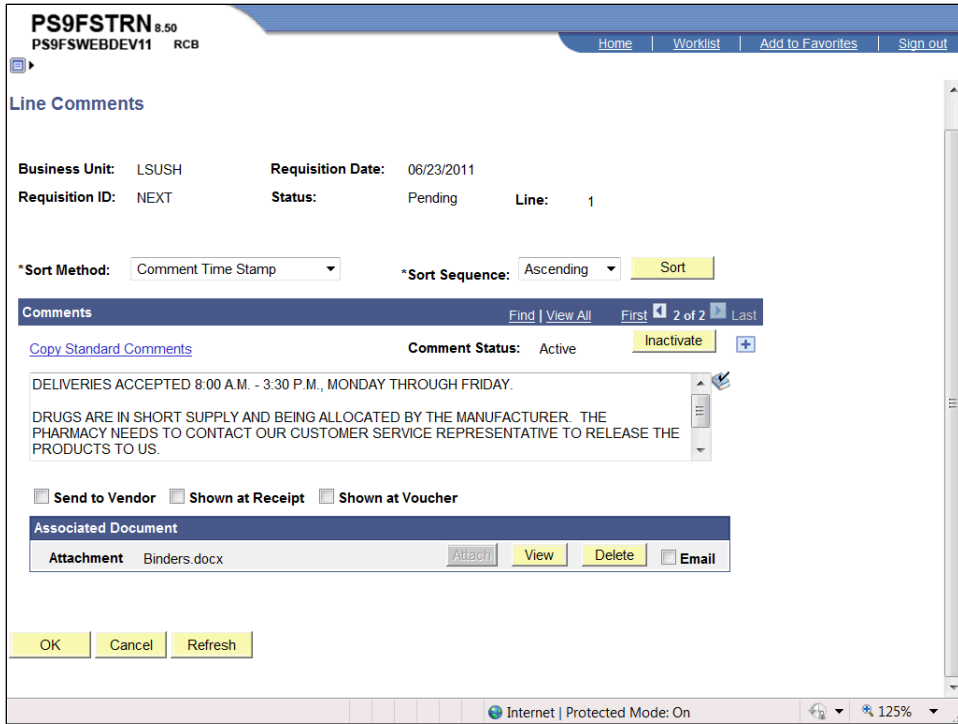 PS9FSTRN 8.50
PS9FSWEBDEV11 RCB
Home | Worklist | Add to Favorites | Sign out
Line Comments
Business Unit: LSUSH Requisition Date: 06/23/2011
Requisition ID: NEXT Status: Pending Line: 1
*Sort Method: Comment Time Stamp *Sort Sequence: Ascending Sort
Comments Find | View All First 2 of 2 Last
Copy Standard Comments Comment Status: Active Inactivate
DELIVERIES ACCEPTED 8:00 A.M. - 3:30 P.M., MONDAY THROUGH FRIDAY.
DRUGS ARE IN SHORT SUPPLY AND BEING ALLOCATED BY THE MANUFACTURER. THE
PHARMACY NEEDS TO CONTACT OUR CUSTOMER SERVICE REPRESENTATIVE TO RELEASE THE
PRODUCTS TO US.
Send to Vendor Shown at Receipt Shown at Voucher
Associated Document
Attachment Binders.docx Attach View Delete Email
OK Cancel Refresh
Internet | Protected Mode: On 125%